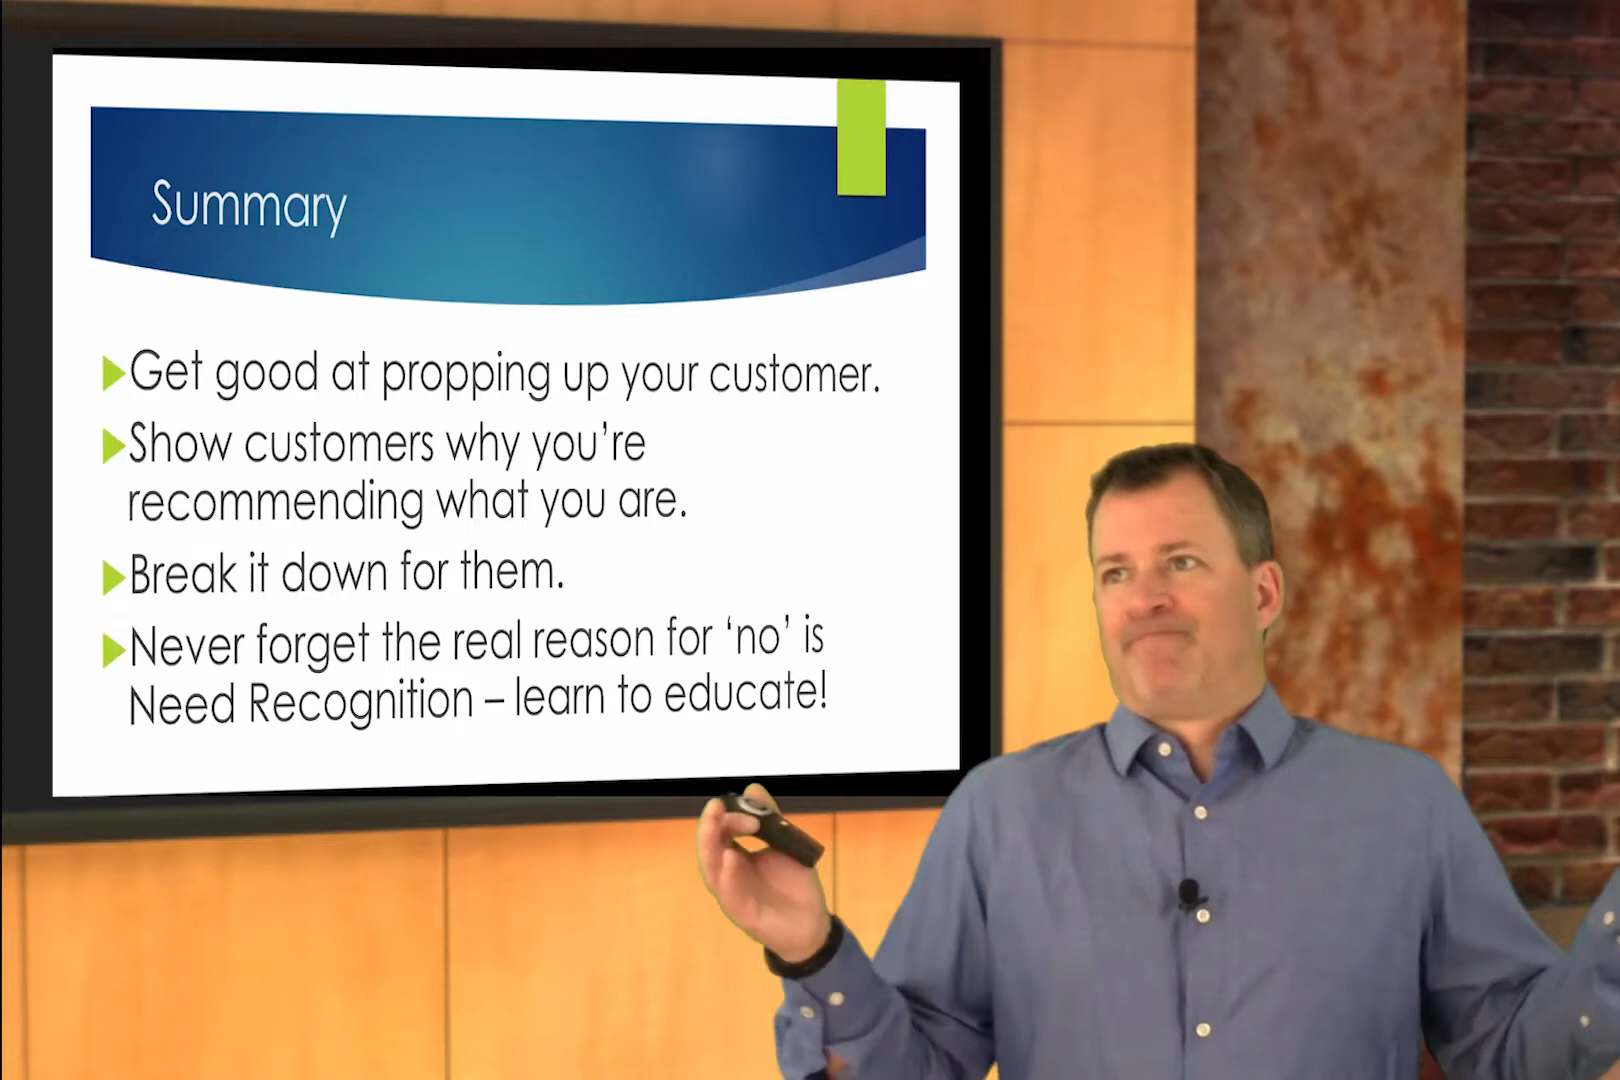 Summary
Get good at propping up your customer.
Show customers why you’re
recommending what you are.
Break it down for them.
Never forget the real reason for ‘no’ is
Need Recognition – learn to educate!